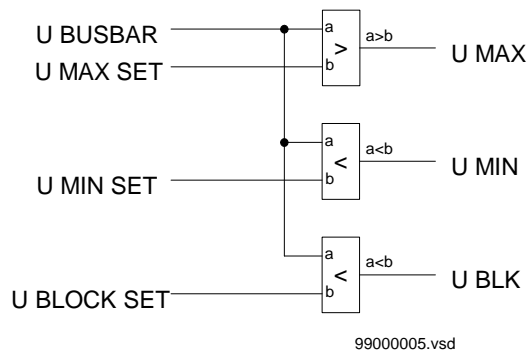 U BUSBAR
a
a>b
>
U MAX
U MAX SET
b
a
a<b
<
U MIN
U MIN SET
b
a
a<b
<
U BLK
U BLOCK SET
b
99000005.vsd